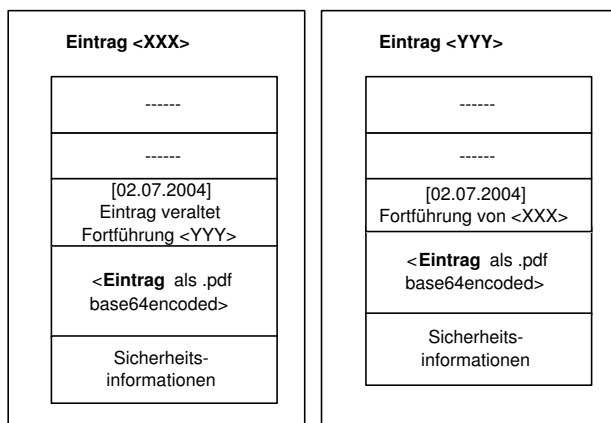 Eintrag <XXX>
------
------
[02.07.2004]
Eintrag veraltet
Fortführung <YYY>
<Eintrag als .pdf
base64encoded>
Sicherheits-
informationen
Eintrag <YYY>
------
------
[02.07.2004]
Fortführung von <XXX>
<Eintrag als .pdf
base64encoded>
Sicherheits-
informationen